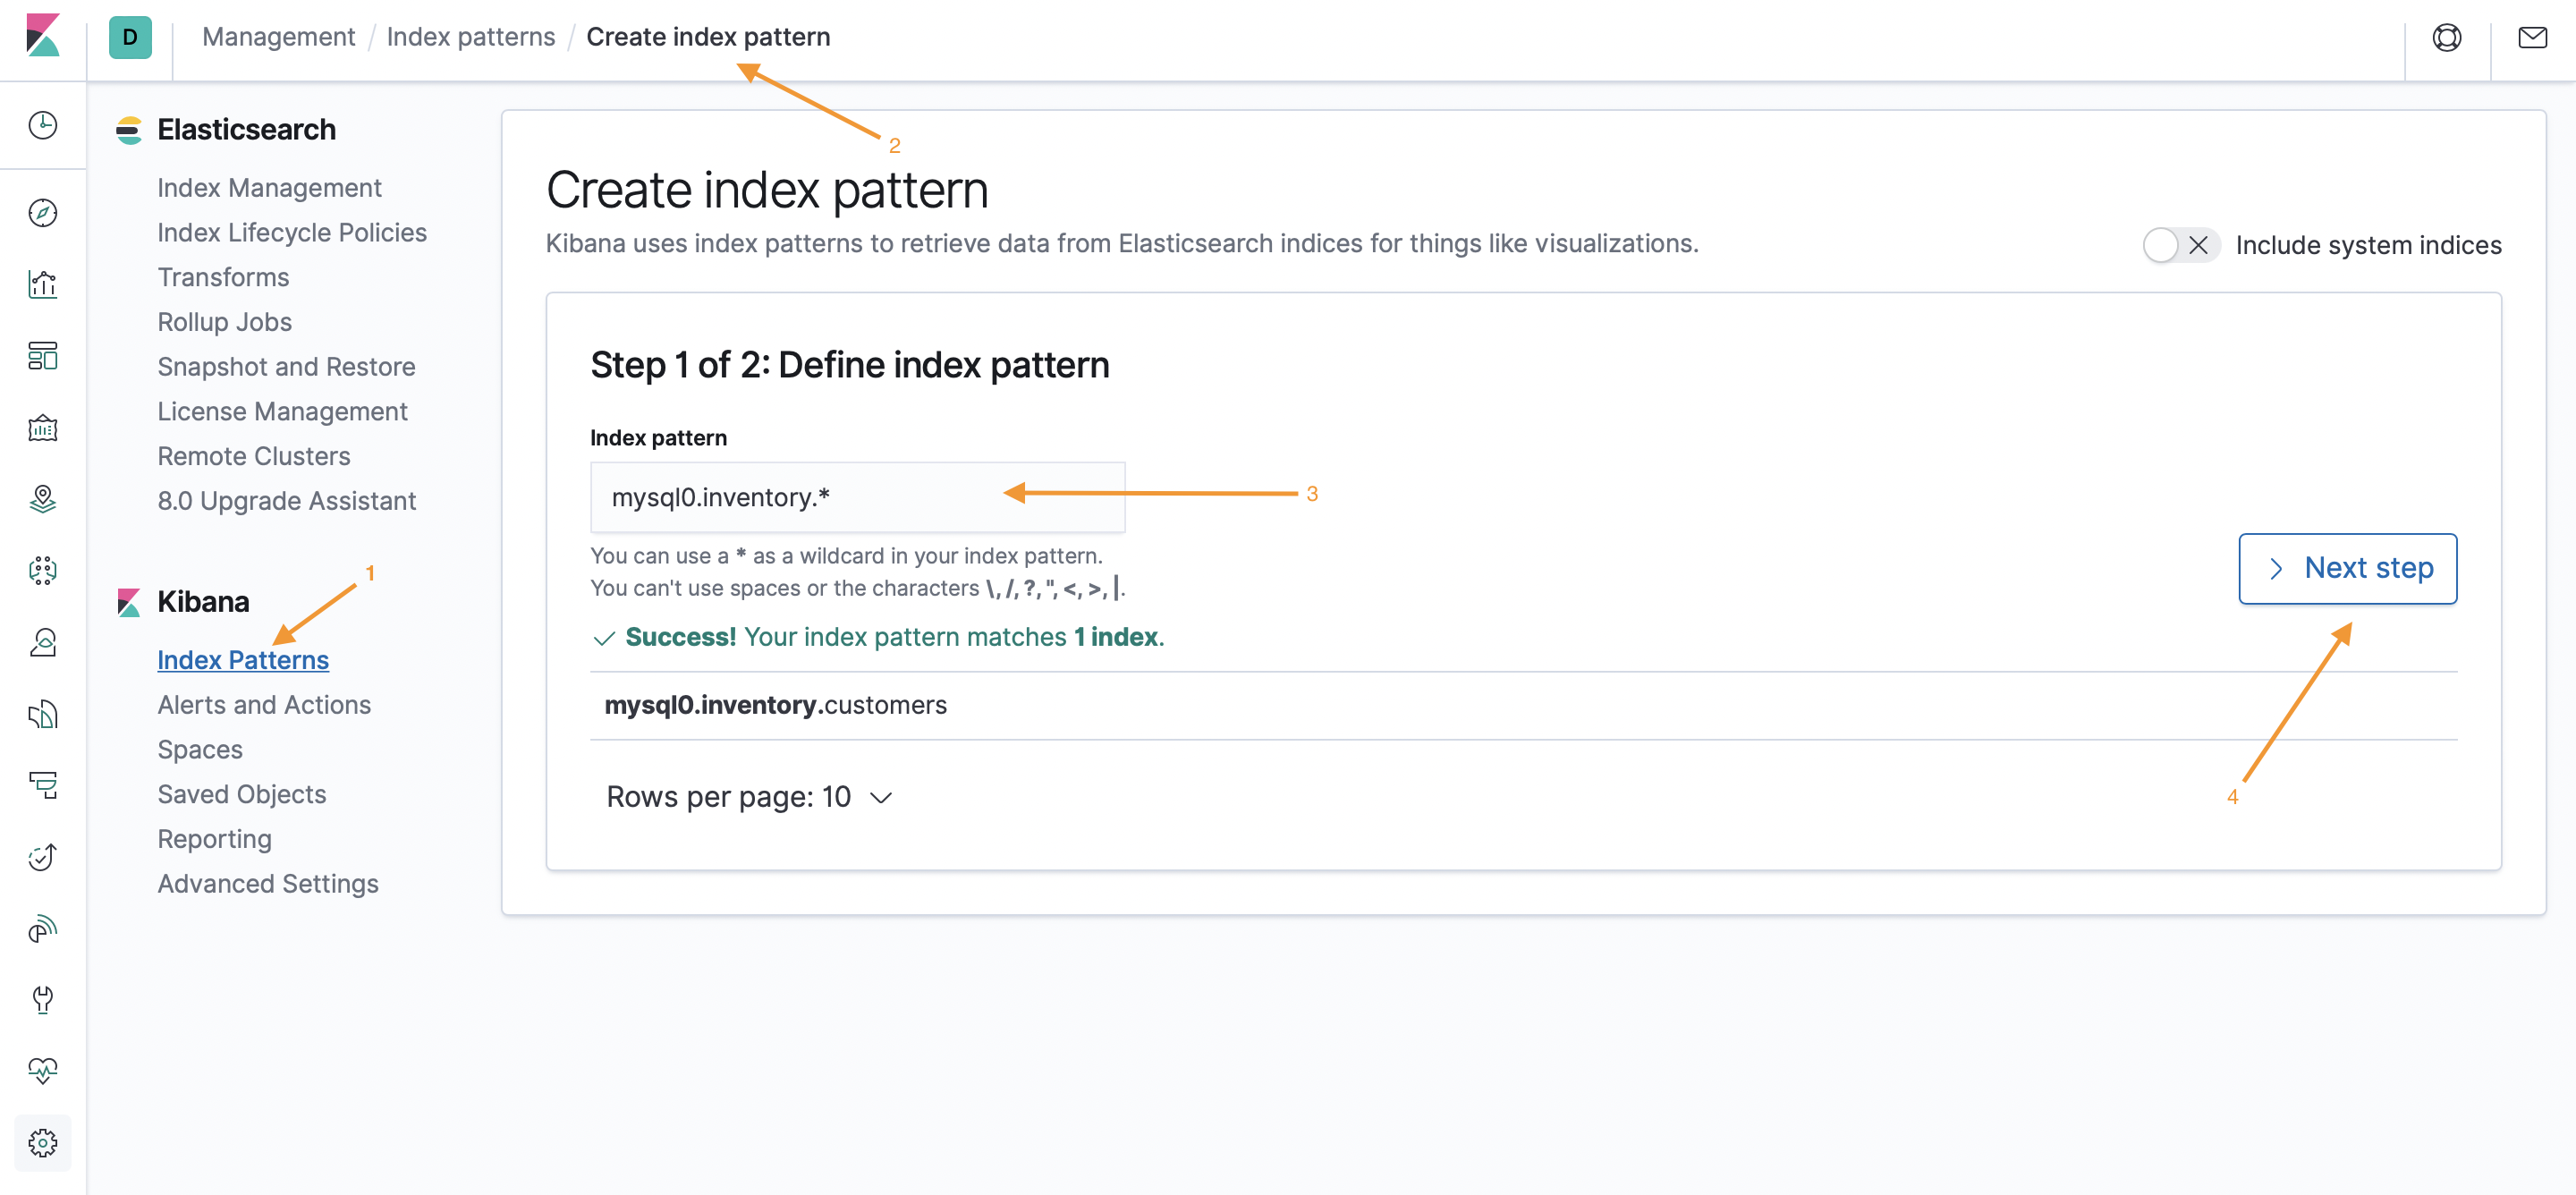 D
Management / Index patterns / Create index pattern
2
Elasticsearch
Index Management
Index Lifecycle Policies
Transforms
Rollup Jobs
Snapshot and Restore
License Management
Remote Clusters
8.0 Upgrade Assistant
1
Kibana
Index Patterns
Alerts and Actions
Spaces
Saved Objects
Reporting
Advanced Settings
Create index pattern
Kibana uses index patterns to retrieve data from Elasticsearch indices for things like visualizations.
Include system indices
Step 1 of 2: Define index pattern
Index pattern
mysql0.inventory.*
3
You can use a * as a wildcard in your index pattern.
You can't use spaces or the characters \, /, ?, ", <, >, |.
Next step
Success! Your index pattern matches 1 index.
mysql0.inventory.customers
4
Rows per page: 10